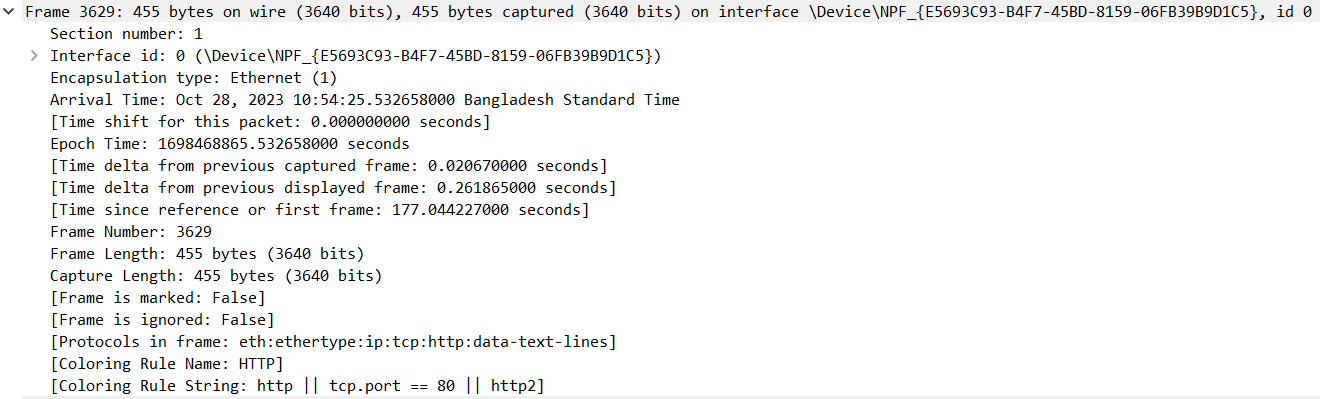 Frame 3629: 455 bytes on wire (3640 bits), 455 bytes captured (3640 bits) on interface \Device\NPF_{E5693C93-B4F7-45BD-8159-06FB39B9D1C5}, id 0
Section number: 1
Interface id: 0 (\Device\NPF_{E5693C93-B4F7-45BD-8159-06FB39B9D1C5})
Encapsulation type: Ethernet (1)
Arrival Time: Oct 28, 2023 10:54:25.532658000 Bangladesh Standard Time
[Time shift for this packet: 0.000000000 seconds]
Epoch Time: 1698468865.532658000 seconds
[Time delta from previous captured frame: 0.020670000 seconds]
[Time delta from previous displayed frame: 0.261865000 seconds]
[Time since reference or first frame: 177.044227000 seconds]
Frame Number: 3629
Frame Length: 455 bytes (3640 bits)
Capture Length: 455 bytes (3640 bits)
[Frame is marked: False]
[Frame is ignored: False]
[Protocols in frame: eth:ethertype:ip:tcp:http:data-text-lines]
[Coloring Rule Name: HTTP]
[Coloring Rule String: http || tcp.port == 80 || http2]